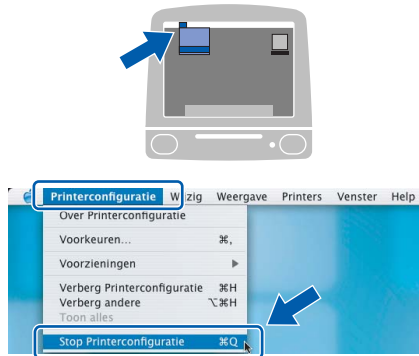 Printerconfiguratie Wijzig Weergave Printers Venster Help
Over Printerconfiguratie
Voorkeuren... ⌘,
Voorzieningen ▶
Verberg Printerconfiguratie ⌘H
Verberg andere ⌥⌘H
Toon alles
Stop Printerconfiguratie ⌘Q